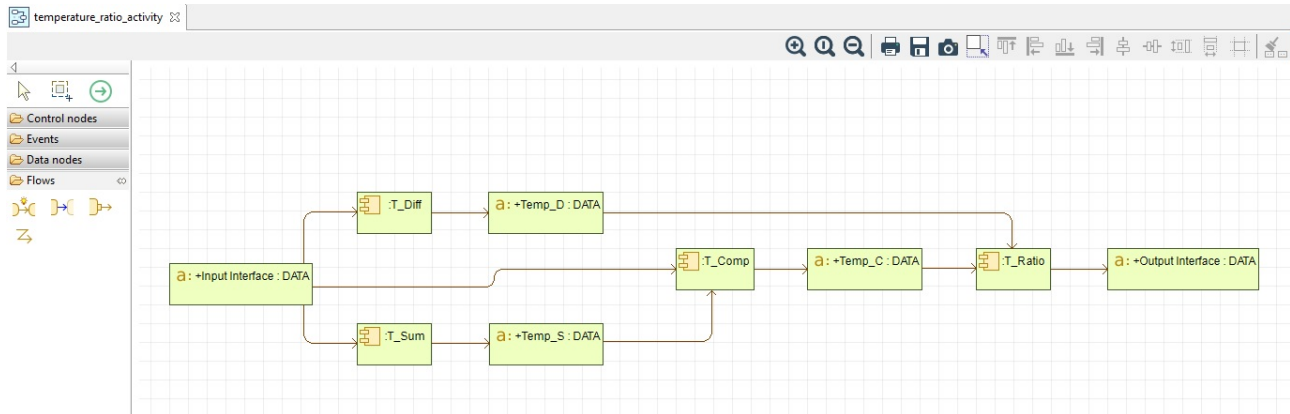 temperature_ratio_activity
Control nodes
Events
Data nodes
Flows
:T_Diff
a: +Temp_D : DATA
a: +Input Interface : DATA
:T_Comp
a: +Temp_C : DATA
:T_Ratio
a: +Output Interface : DATA
:T_Sum
a: +Temp_S : DATA